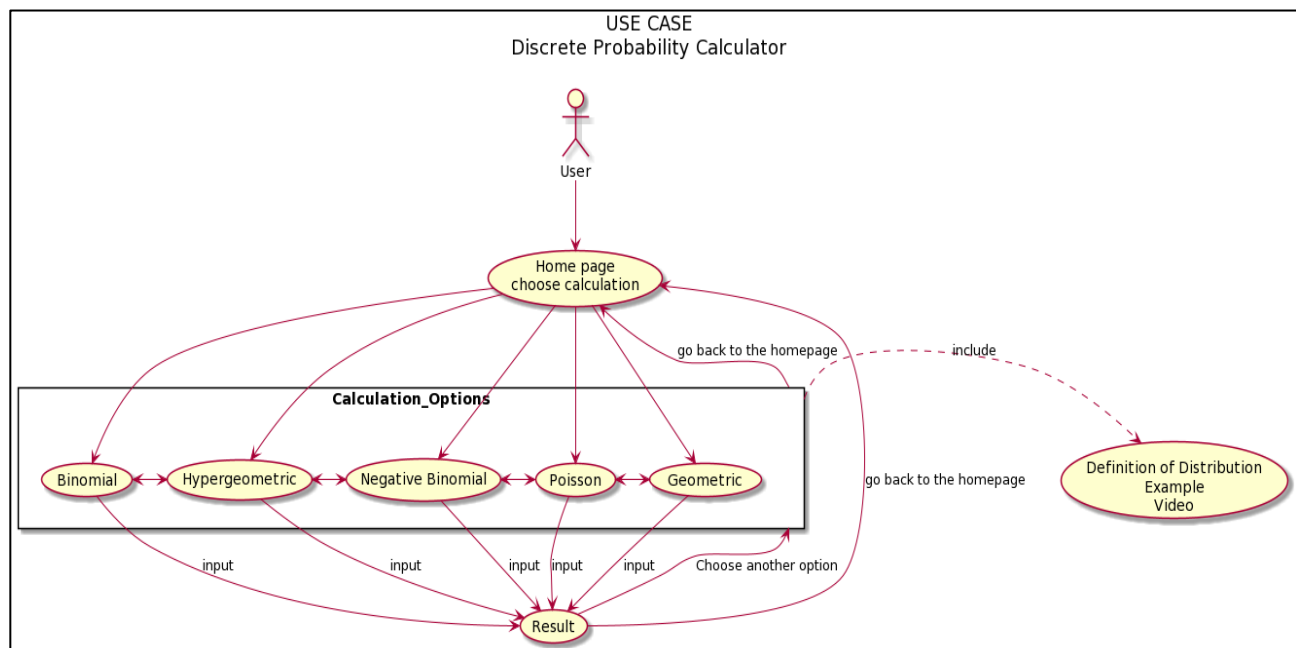 USE CASE
Discrete Probability Calculator
User
Home page
choose calculation
go back to the homepage
include
Calculation_Options
Binomial
Hypergeometric
Negative Binomial
Poisson
Geometric
Definition of Distribution
Example
Video
go back to the homepage
input
input
input
input
input
Choose another option
Result